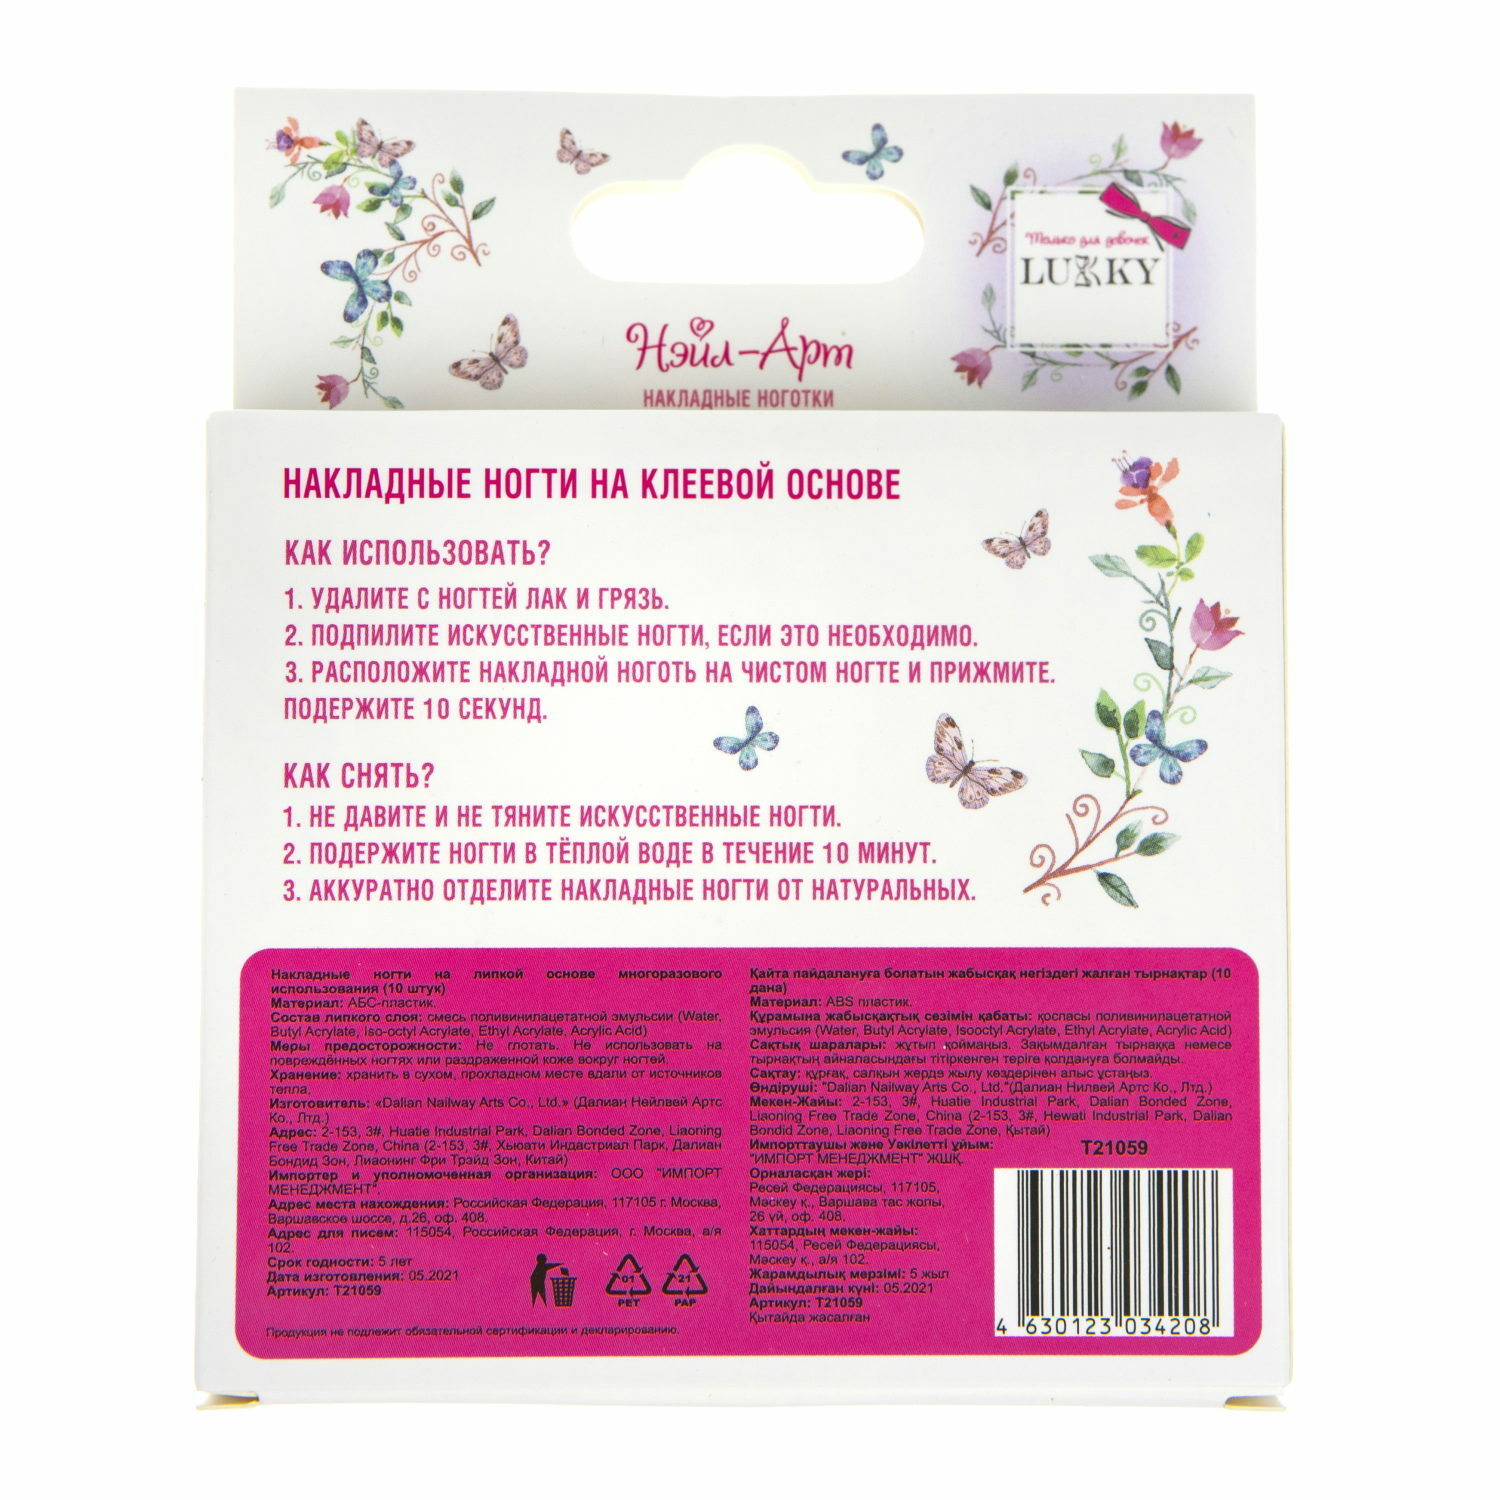 Только для девочек
LUKKY
Нэйл-Арт
НАКЛАДНЫЕ НОГОТКИ
НАКЛАДНЫЕ НОГТИ НА КЛЕЕВОЙ ОСНОВЕ
КАК ИСПОЛЬЗОВАТЬ?
1. УДАЛИТЕ С НОГТЕЙ ЛАК И ГРЯЗЬ.
2. ПОДПИЛИТЕ ИСКУССТВЕННЫЕ НОГТИ, ЕСЛИ ЭТО НЕОБХОДИМО.
3. РАСПОЛОЖИТЕ НАКЛАДНОЙ НОГОТЬ НА ЧИСТОМ НОГТЕ И ПРИЖМИТЕ.
ПОДЕРЖИТЕ 10 СЕКУНД.
КАК СНЯТЬ?
1. НЕ ДАВИТЕ И НЕ ТЯНИТЕ ИСКУССТВЕННЫЕ НОГТИ.
2. ПОДЕРЖИТЕ НОГТИ В ТЁПЛОЙ ВОДЕ В ТЕЧЕНИЕ 10 МИНУТ.
3. АККУРАТНО ОТДЕЛИТЕ НАКЛАДНЫЕ НОГТИ ОТ НАТУРАЛЬНЫХ.
Накладные ногти на липкой основе многоразового
использования (10 штук)
Материал: АБС-пластик.
Состав липкого слоя: смесь поливинилацетатной эмульсии (Water,
Butyl Acrylate, Iso-octyl Acrylate, Ethyl Acrylate, Acrylic Acid)
Меры предосторожности: Не глотать. Не использовать на
повреждённых ногтях или раздраженной коже вокруг ногтей.
Хранение: хранить в сухом, прохладном месте вдали от источников
тепла.
Изготовитель: «Dalian Nailway Arts Co., Ltd.» (Далиан Нейлвей Артс
Ко., Лтд.)
Адрес: 2-153, 3#, Huatie Industrial Park, Dalian Bonded Zone, Liaoning
Free Trade Zone, China (2-153, 3#, Хьюати Индастриал Парк, Далиан
Бондид Зон, Лиаонинг Фри Трэйд Зон, Китай)
Импортер и уполномоченная организация: ООО "ИМПОРТ
МЕНЕДЖМЕНТ".
Адрес места нахождения: Российская Федерация, 117105 г. Москва,
Варшавское шоссе, д.26, оф. 408.
Адрес для писем: 115054, Российская Федерация, г. Москва, а/я
102.
Срок годности: 5 лет
Дата изготовления: 05.2021
Артикул: Т21059
01
PET
21
PAP
Продукция не подлежит обязательной сертификации и декларированию.
Қайта пайдалануға болатын жабысқақ негіздегі жалған тырнақтар (10
дана)
Материал: ABS пластик.
Құрамына жабысқақтық сезімін қабаты: қоспасы поливинилацетатной
эмульсия (Water, Butyl Acrylate, Isooctyl Acrylate, Ethyl Acrylate, Acrylic Acid)
Сақтық шаралары: жұтып қоймаңыз. Зақымдалған тырнаққа немесе
тырнақтың айналасындағы тітіркенген теріге қолдануға болмайды.
Сақтау: құрғақ, салқын жерде жылу көздерінен алыс ұстаңыз.
Өндіруші: "Dalian Nailway Arts Co., Ltd."(Далиан Нилвей Артс Ко., Лтд.)
Мекен-Жайы: 2-153, 3#, Huatie Industrial Park, Dalian Bonded Zone,
Liaoning Free Trade Zone, China (2-153, 3#, Hewati Industrial Park, Dalian
Bondid Zone, Liaoning Free Trade Zone, Қытай)
Импорттаушы және Уәкілетті ұйым:
"ИМПОРТ МЕНЕДЖМЕНТ" ЖШҚ.
Орналасқан жері:
Ресей Федерациясы, 117105,
Мәскеу қ., Варшава тас жолы,
26 үй, оф. 408.
Хаттардың мекен-жайы:
115054, Ресей Федерациясы,
Мәскеу қ., а/я 102.
Жарамдылық мерзімі: 5 жыл
Дайындалған күні: 05.2021
Артикул: Т21059
Қытайда жасалған
T21059
4 630123 034208